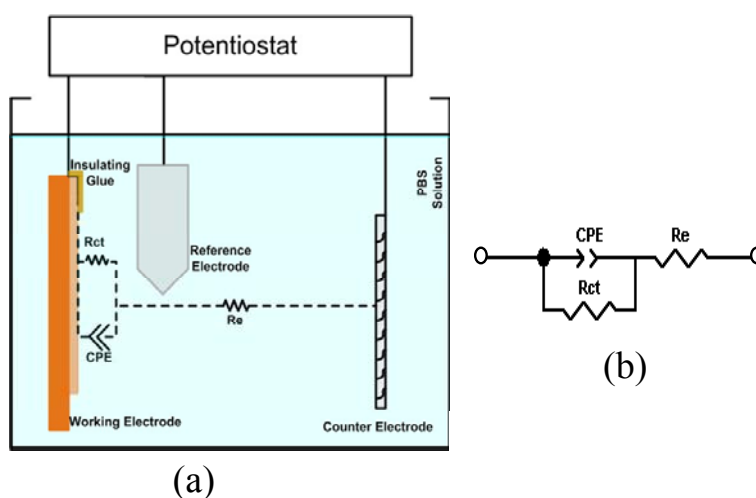 Potentiostat
Insulating
Glue
PBS
Solution
Rct
Reference
Electrode
Re
CPE
Working Electrode
Counter Electrode
(a)
CPE
Re
Rct
(b)